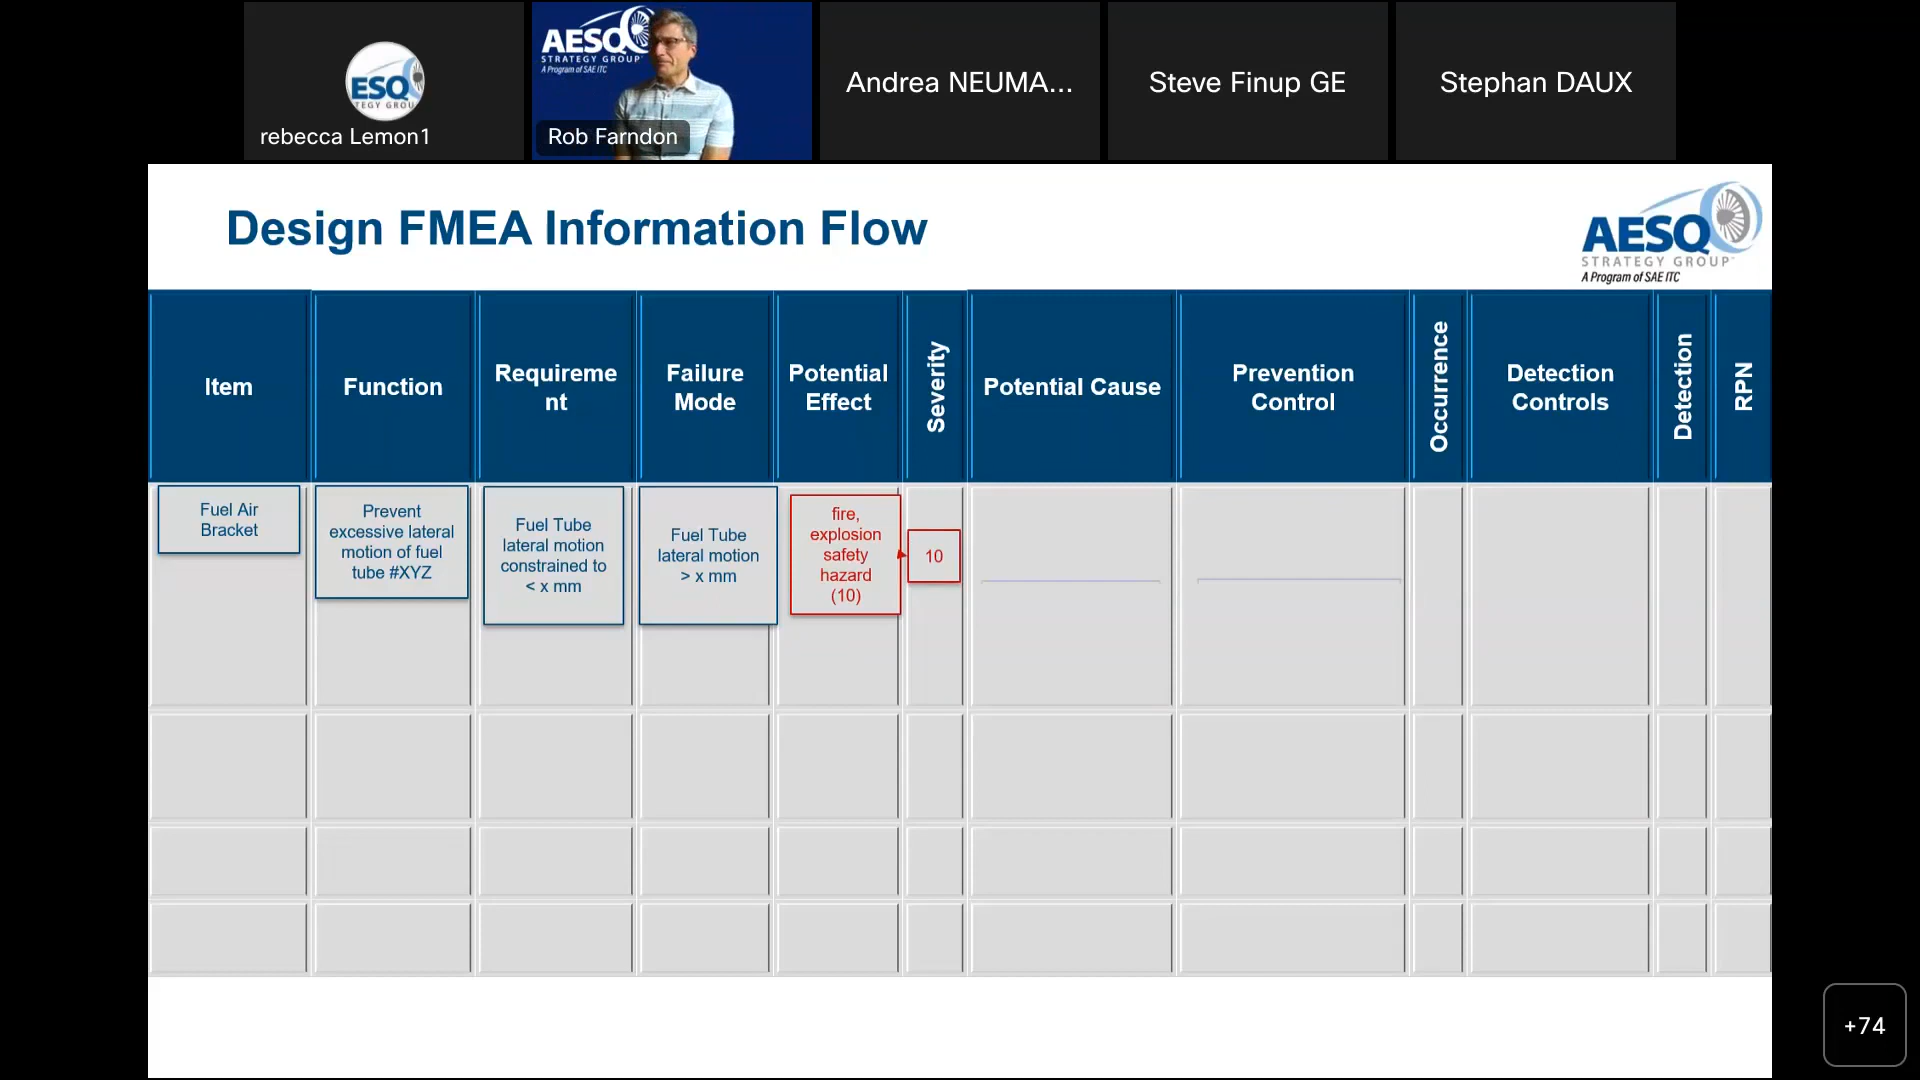 ESQ
TEGY GROU
rebecca Lemon1
AESQ
STRATEGY GROUP
A Program of SAE ITC
Rob Farndon
Andrea NEUMA...
Steve Finup GE
Stephan DAUX
Design FMEA Information Flow
AESQ
STRATEGY GROUP
A Program of SAE ITC
Item
Function
Requireme
nt
Failure
Mode
Potential
Effect
Severity
Potential Cause
Prevention
Control
Occurrence
Detection
Controls
Detection
RPN
Fuel Air
Bracket
Prevent
excessive lateral
motion of fuel
tube #XYZ
Fuel Tube
lateral motion
constrained to
< x mm
Fuel Tube
lateral motion
> x mm
fire,
explosion
safety
hazard
(10)
10
+74